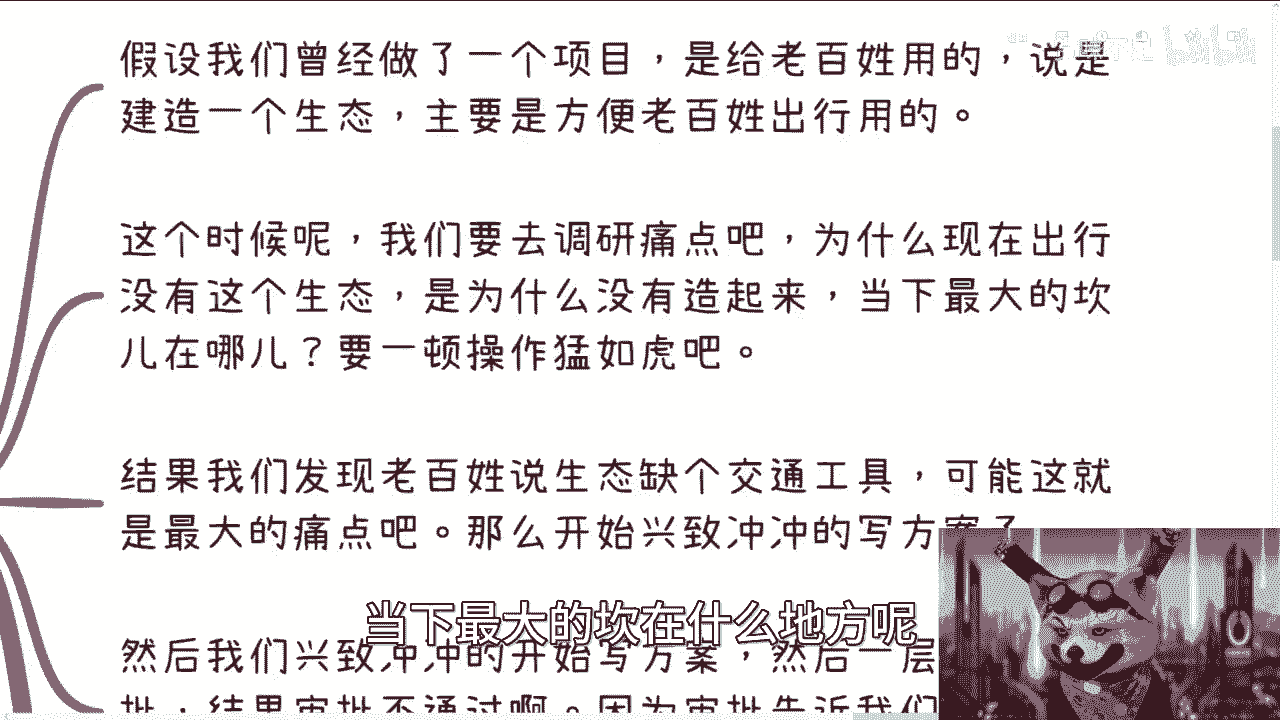 假设我们曾经做了一个项目，是给老百姓用的，说是
建造一个生态，主要是方便老百姓出行用的。
这个时候呢，我们要去调研痛点吧，为什么现在出行
没有这个生态，是为什么没有造起来，当下最大的坎
儿在哪儿？要一顿操作猛如虎吧。
结果我们发现老百姓说生态缺个交通工具，可能这就
是最大的痛点吧。那么开始兴致冲冲的写方案了
当下最大的坎在什么地方呢
然后我们兴致冲冲的开始写方案，然后一层
批，结果审批不通过啊。因为审批告诉我们
bilibili